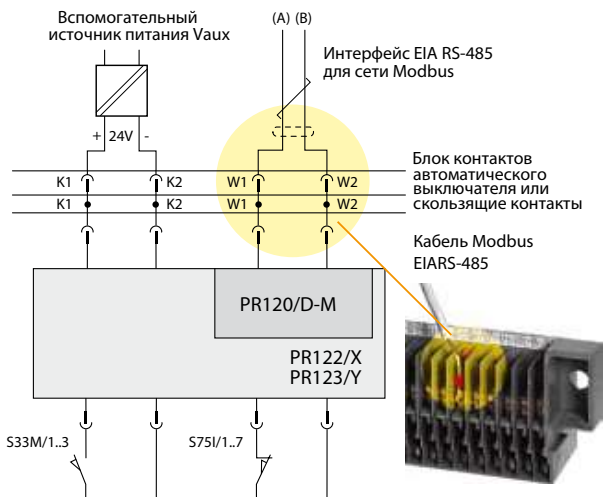 Вспомогательный
источник питания Vaux
(A) (B)
Интерфейс EIA RS-485
для сети Modbus
+ 24V -
K1 K2 W1 W2
Блок контактов
автоматического
выключателя или
скользящие контакты
K1 K2 W1 W2
Кабель Modbus
EIARS-485
PR120/D-M
PR122/X
PR123/Y
S33M/1..3 S75I/1..7